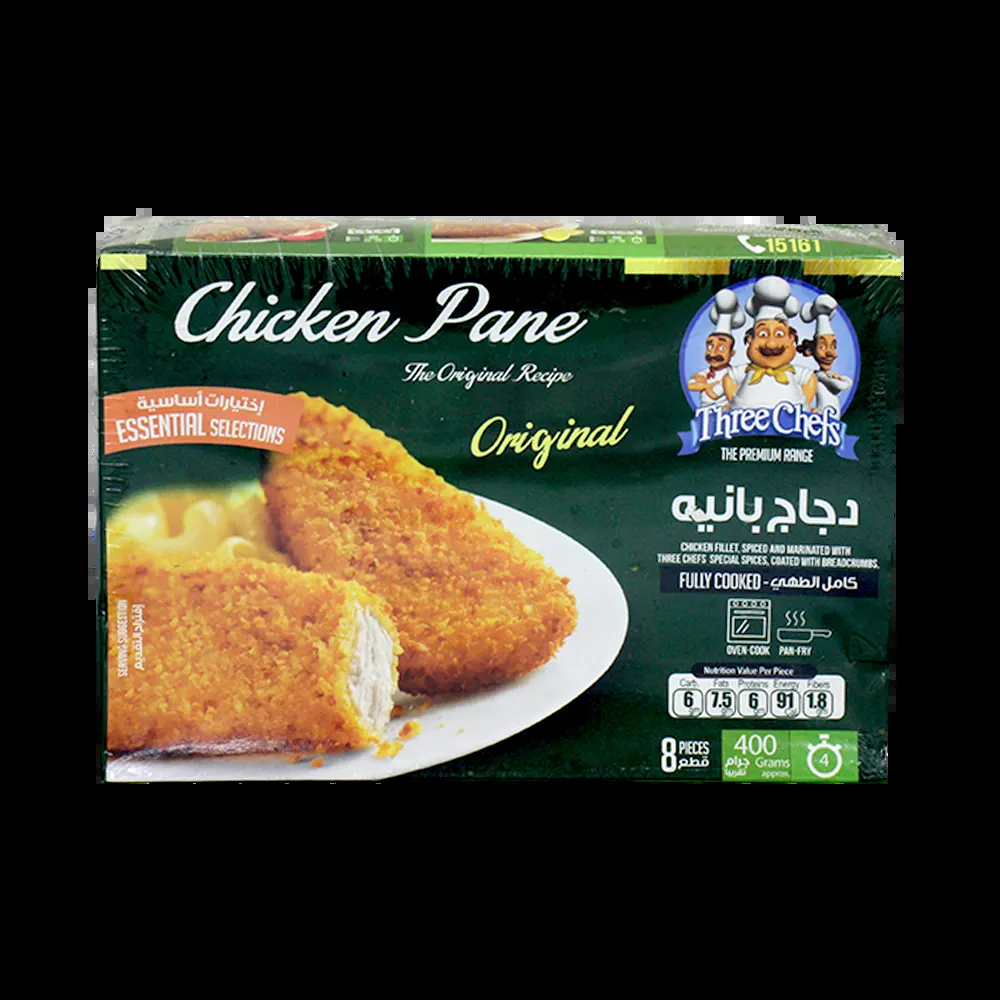 15161
Chicken Pane
The Original Recipe
Original
إختيارات أساسية
ESSENTIAL SELECTIONS
Three Chefs
THE PREMIUM RANGE
دجاج بانيه
CHICKEN FILLET, SPICED AND MARINATED WITH
THREE CHEFS SPECIAL SPICES, COATED WITH BREADCRUMBS.
FULLY COOKED - كامل الطهي
OVEN-COOK PAN-FRY
Nutrition Value Per Piece
Carb. Fats Proteins Energy Fibers
6 7.5 6 91 1.8
Cal
8 PIECES قطع
400 Grams approx.
جرام تقريبا
4
SERVING SUGGESTION